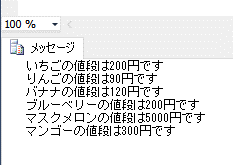 100 %
メッセージ
いちごの値段は200円です
りんごの値段は90円です
バナナの値段は120円です
ブルーベリーの値段は200円です
マスクメロンの値段は5000円です
マンゴーの値段は300円です